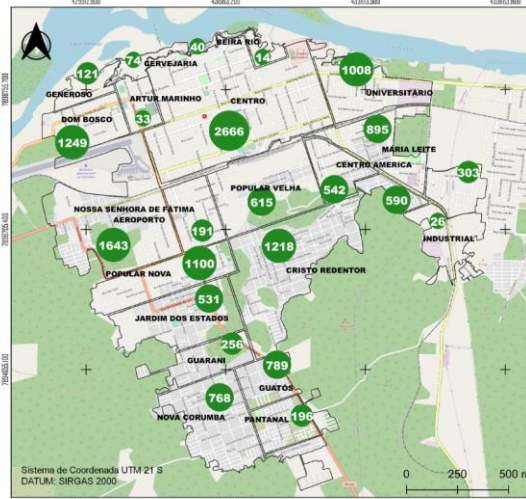 40
BEIRA RIO
74
CERVEJARIA
14
121
1008
GENEROSO
ARTUR MARINHO
UNIVERSITÁRIO
CENTRO
DOM BOSCO
33
2666
895
1249
MARIA LEITE
CENTRO AMERICA
303
POPULAR VELHA
542
NOSSA SENHORA DE FÁTIMA
615
590
AEROPORTO
26
191
INDUSTRIAL
1643
1218
1100
POPULAR NOVA
CRISTO REDENTOR
531
JARDIM DOS ESTADOS
256
GUARANI
789
GUATÓS
768
NOVA CORUMBA
PANTANAL
196
Sistema de Coordenada UTM 21 S
DATUM: SIRGAS 2000
0 250 500 m